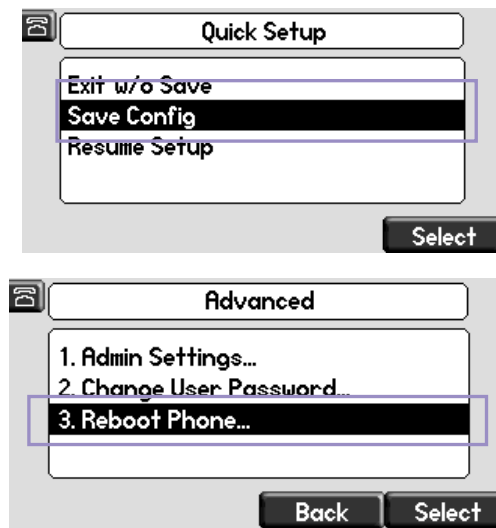 Quick Setup
Exit w/o Save
Save Config
Resume Setup
Select
Advanced
1. Admin Settings...
2. Change User Password...
3. Reboot Phone...
Back Select